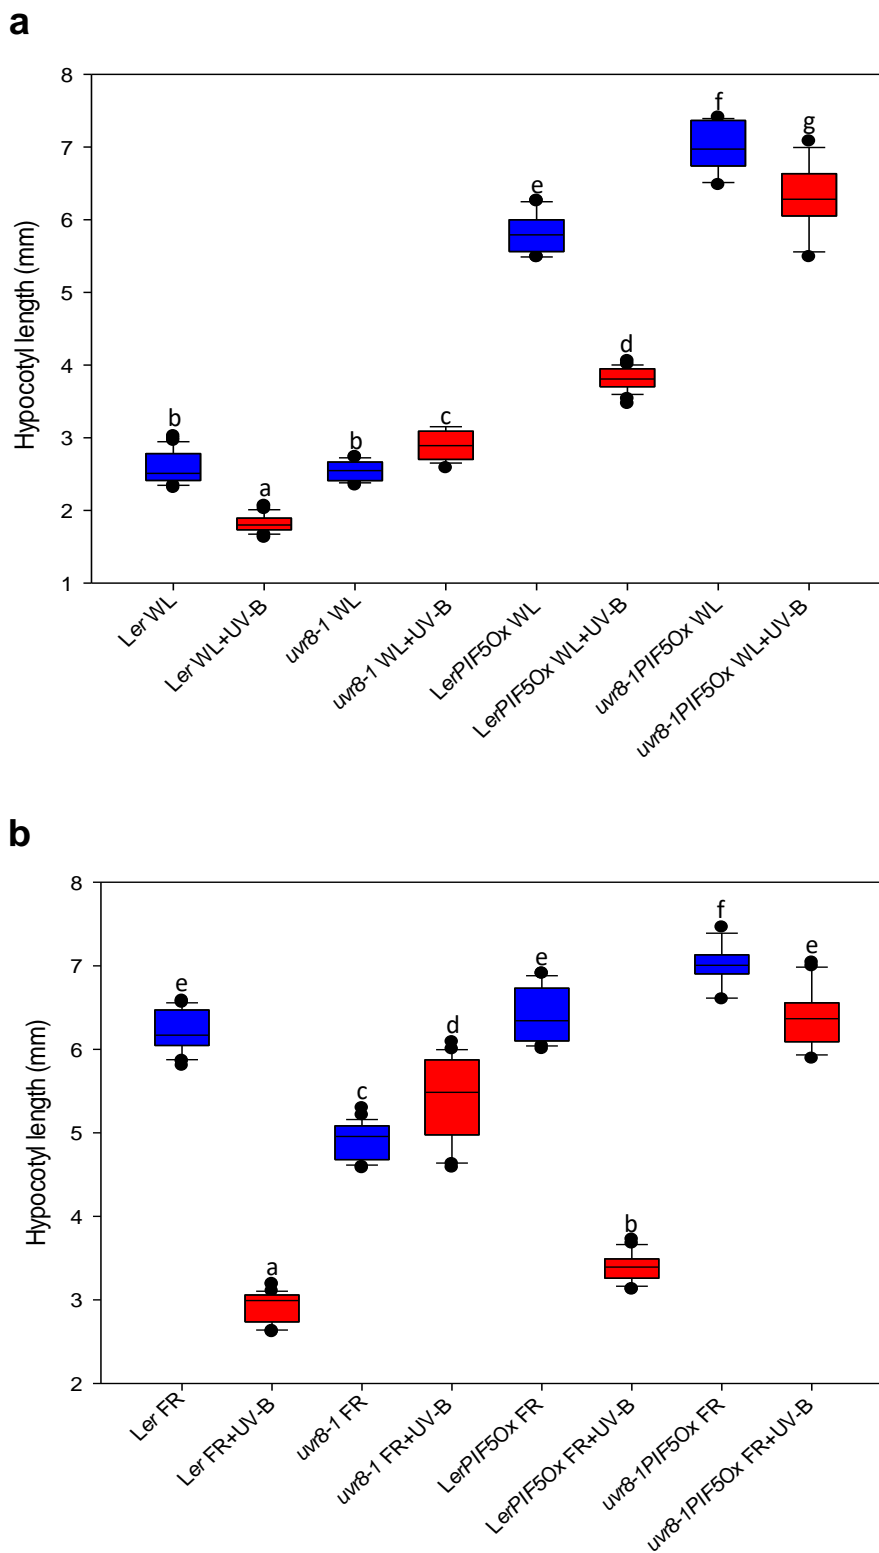 a
Hypocotyl length (mm)
8
7
6
5
4
3
2
1
b
a
b
c
e
d
f
g
Ler WL
Ler WL+UV-B
uvr8-1 WL
uvr8-1 WL+UV-B
LerPIF5Ox WL
LerPIF5Ox WL+UV-B
uvr8-1PIF5Ox WL
uvr8-1PIF5Ox WL+UV-B
b
Hypocotyl length (mm)
8
7
6
5
4
3
2
e
a
c
d
e
b
f
e
Ler FR
Ler FR+UV-B
uvr8-1 FR
uvr8-1 FR+UV-B
LerPIF5Ox FR
LerPIF5Ox FR+UV-B
uvr8-1PIF5Ox FR
uvr8-1PIF5Ox FR+UV-B